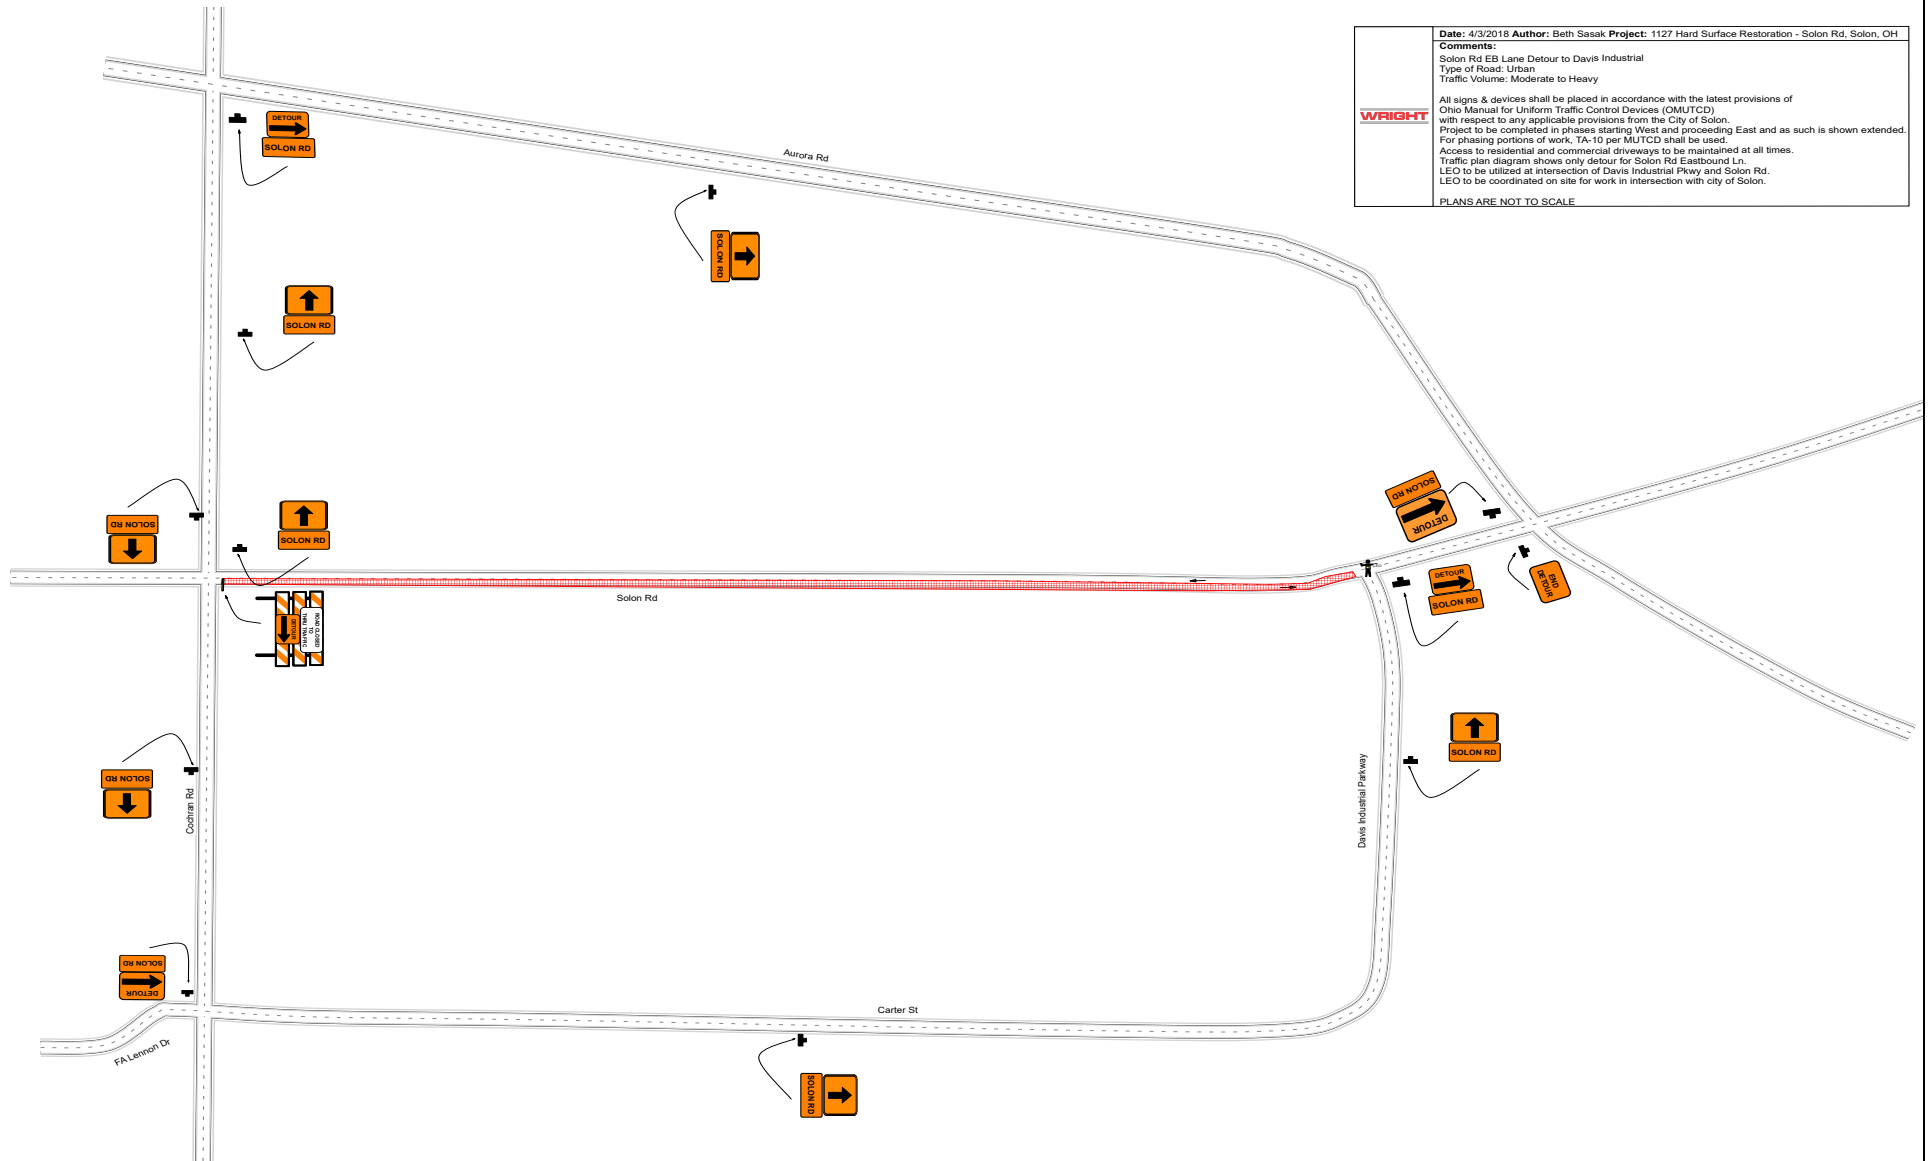 Date: 4/3/2018 Author: Beth Sasak Project: 1127 Hard Surface Restoration - Solon Rd, Solon, OH
Comments:
Solon Rd EB Lane Detour to Davis Industrial
Type of Road: Urban
Traffic Volume: Moderate to Heavy
All signs & devices shall be placed in accordance with the latest provisions of
Ohio Manual for Uniform Traffic Control Devices (OMUTCD)
with respect to any applicable provisions from the City of Solon.
Project to be completed in phases starting West and proceeding East and as such is shown extended.
For phasing portions of work, TA-10 per MUTCD shall be used.
Access to residential and commercial driveways to be maintained at all times.
Traffic plan diagram shows only detour for Solon Rd Eastbound Ln.
LEO to be utilized at intersection of Davis Industrial Pkwy and Solon Rd.
LEO to be coordinated on site for work in intersection with city of Solon.
PLANS ARE NOT TO SCALE
WRIGHT
DETOUR
SOLON RD
Aurora Rd
SOLON RD
SOLON RD
SOLON RD
SOLON RD
SOLON RD
DETOUR
Solon Rd
DETOUR
ROAD CLOSED
TO
THRU TRAFFIC
DETOUR
SOLON RD
END
DETOUR
SOLON RD
SOLON RD
Cochran Rd
Davis Industrial Parkway
SOLON RD
DETOUR
Carter St
FA Lennon Dr
SOLON RD